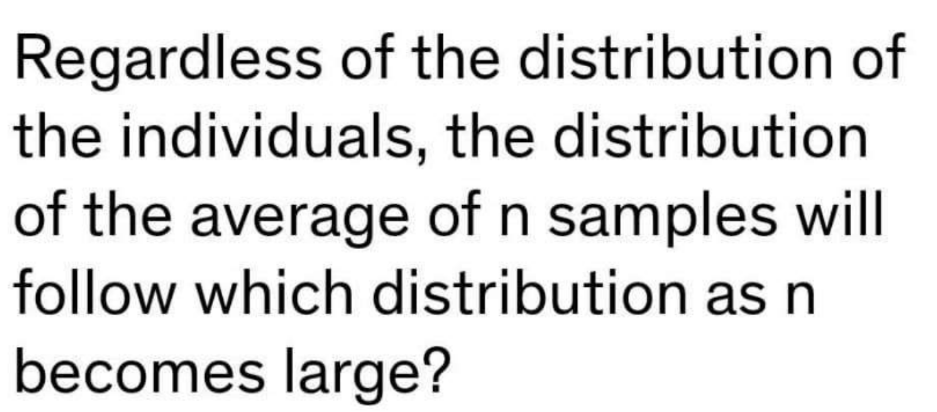 Regardless of the distribution of
the individuals, the distribution
of the average of n samples will
follow which distribution as n
becomes large?